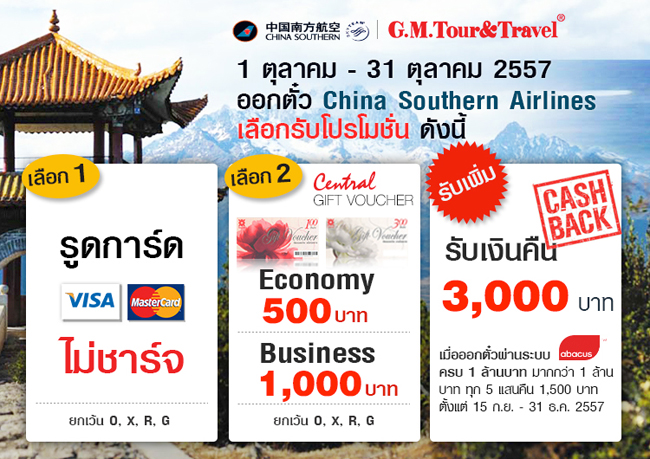 中国南方航空
CHINA SOUTHERN
SKYTEAM
G.M.Tour&Travel®
1 ตุลาคม - 31 ตุลาคม 2557
ออกตั๋ว China Southern Airlines
เลือกรับโปรโมชั่น ดังนี้
เลือก 1
รูดการ์ด
VISA
MasterCard
ไม่ชาร์จ
ยกเว้น O, X, R, G
เลือก 2
Central
GIFT VOUCHER
100
Gift Voucher
500
Gift Voucher
Economy
500 บาท
Business
1,000 บาท
ยกเว้น O, X, R, G
รับเพิ่ม
CASH
BACK
รับเงินคืน
3,000 บาท
เมื่อออกตั๋วผ่านระบบ abacus
ครบ 1 ล้านบาท มากกว่า 1 ล้าน
บาท ทุก 5 แสนคืน 1,500 บาท
ตั้งแต่ 15 ก.ย. - 31 ธ.ค. 2557